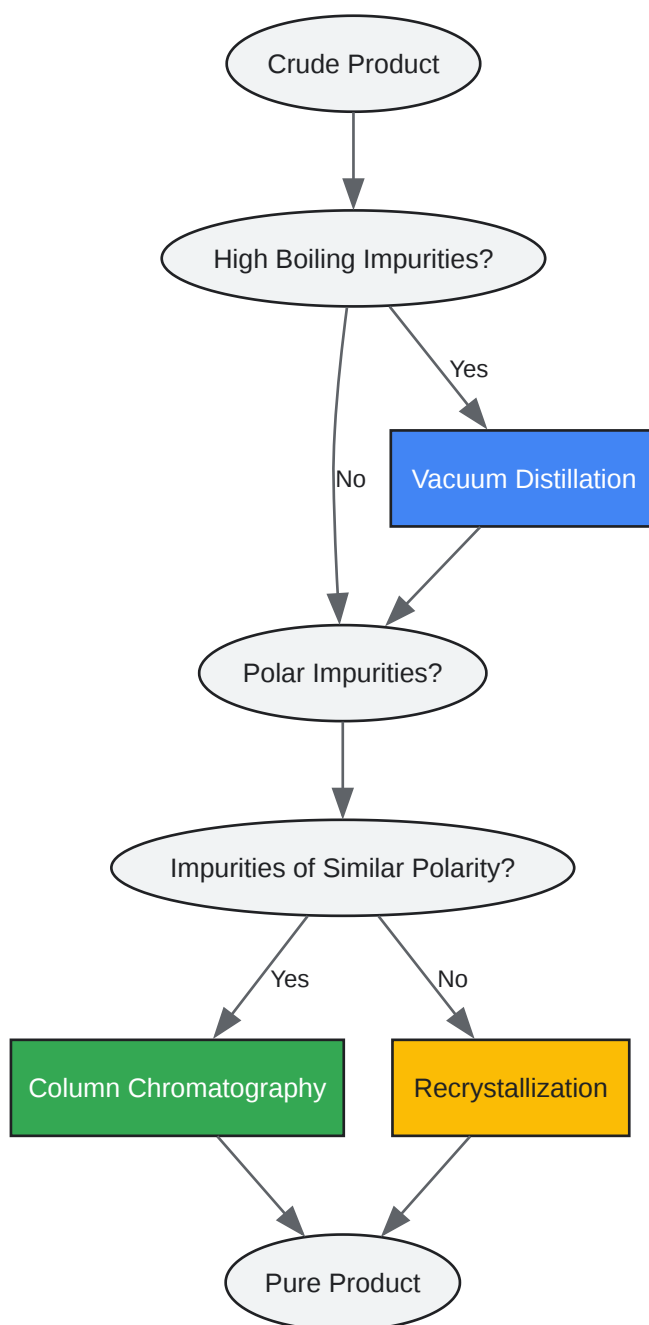 Crude Product
High Boiling Impurities?
Yes
No
Vacuum Distillation
Polar Impurities?
Impurities of Similar Polarity?
Yes
No
Column Chromatography
Recrystallization
Pure Product